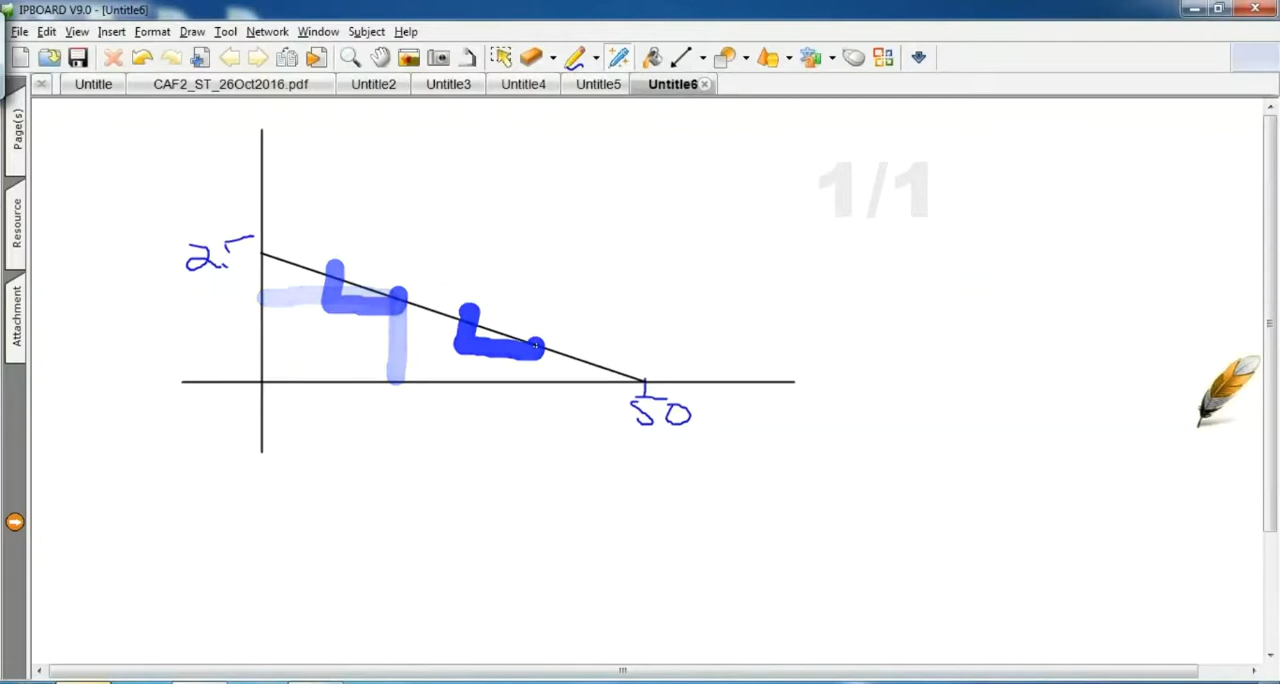 IPBOARD V9.0 - [Untitle6]
File Edit View Insert Format Draw Tool Network Window Subject Help
Untitle CAF2_ST_26Oct2016.pdf Untitle2 Untitle3 Untitle4 Untitle5 Untitle6
Page(s)
Resource
Attachment
1/1
25
50